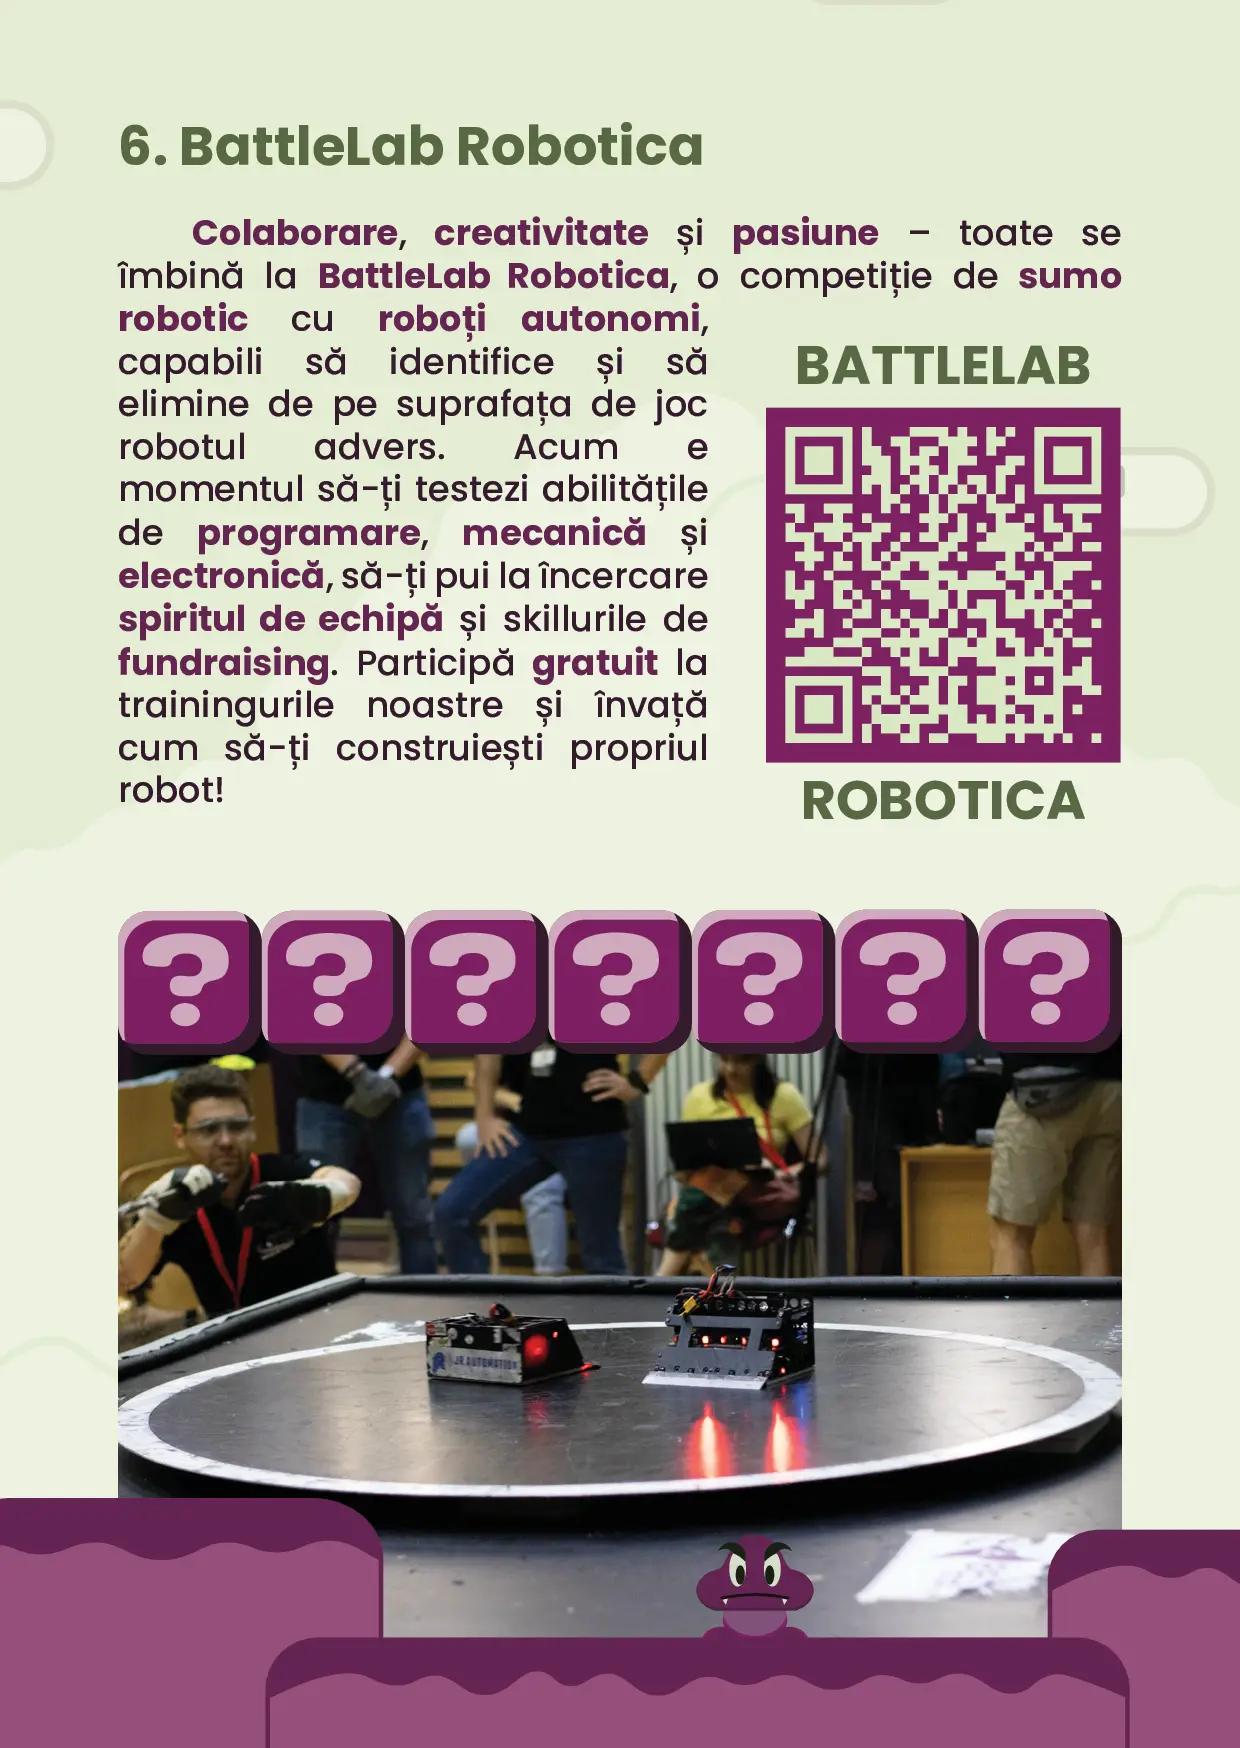 6. BattleLab Robotica
Colaborare, creativitate și pasiune – toate se
îmbină la BattleLab Robotica, o competiție de sumo
robotic cu roboți autonomi,
capabili să identifice și să
elimine de pe suprafața de joc
robotul advers. Acum e
momentul să-ți testezi abilitățile
de programare, mecanică și
electronică, să-ți pui la încercare
spiritul de echipă și skillurile de
fundraising. Participă gratuit la
trainingurile noastre și învață
cum să-ți construiești propriul
robot!
BATTLELAB
ROBOTICA
? ? ? ? ? ? ?
JR AUTOMATION